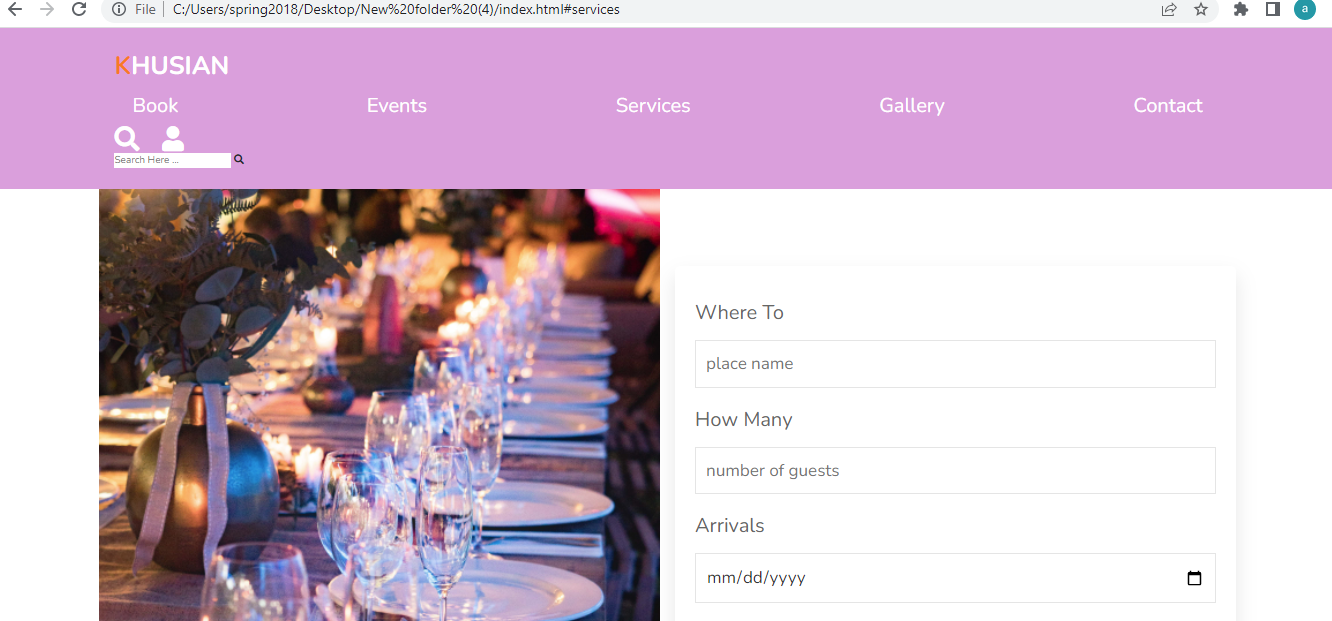 File C:/Users/spring2018/Desktop/New%20folder%20(4)/index.html#services
a
KHUSIAN
Book Events Services Gallery Contact
Search Here ...
Where To
place name
How Many
number of guests
Arrivals
mm/dd/yyyy